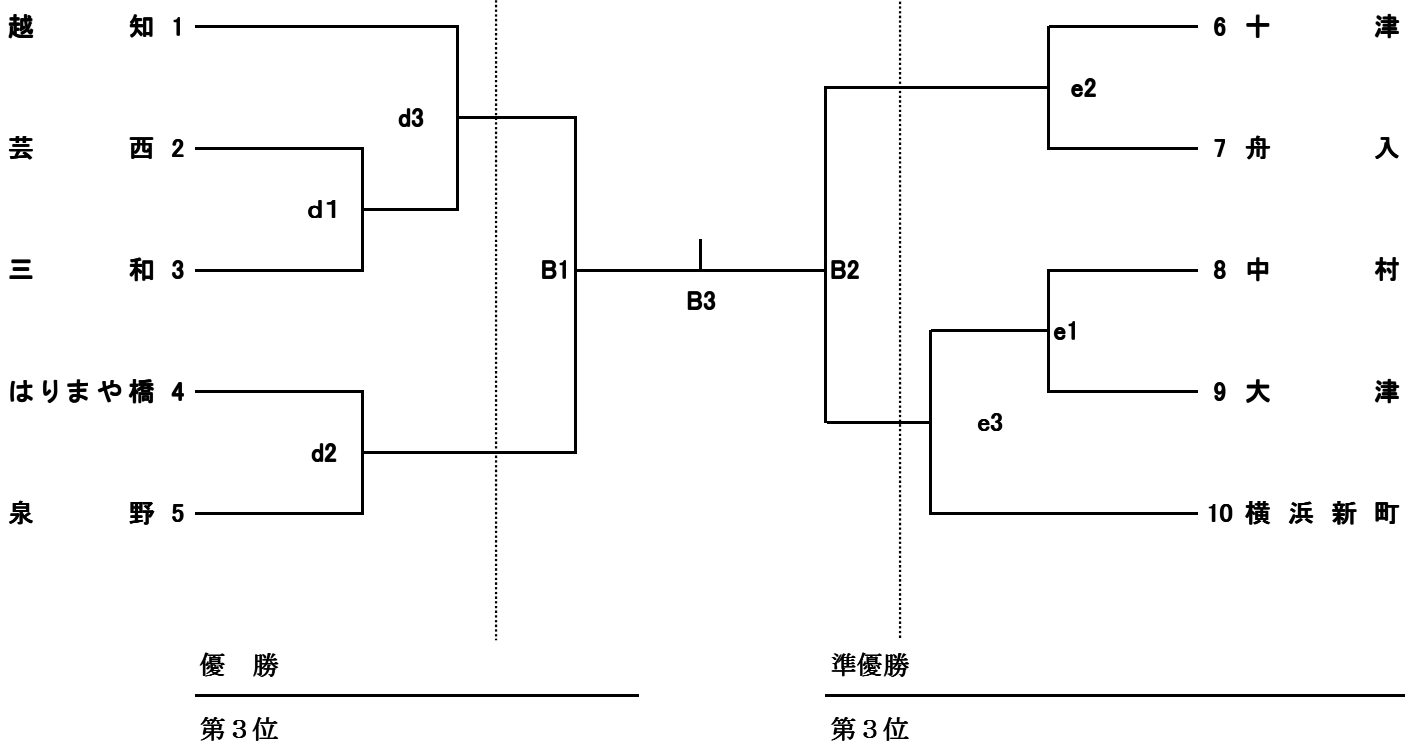 越知 1
6 十津
e2
d3
芸西 2
7 舟入
d1
三和 3
B1
B2
8 中村
B3
e1
はりまや橋 4
9 大津
e3
d2
泉野 5
10 横浜新町
優 勝
準優勝
第３位
第３位